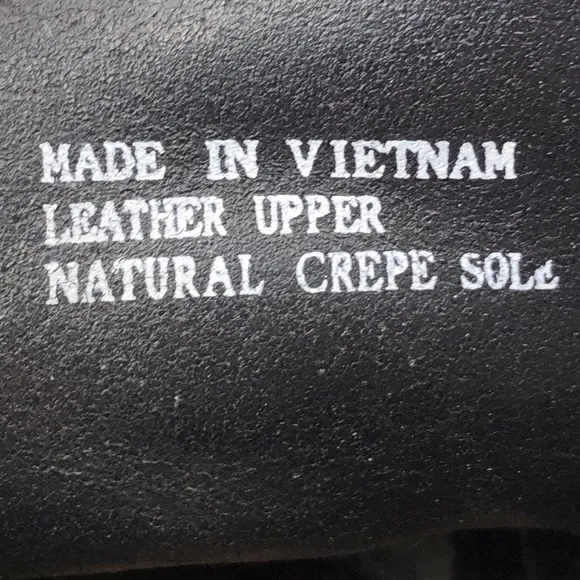 MADE IN VIETNAM
LEATHER UPPER
NATURAL CREPE SOLE